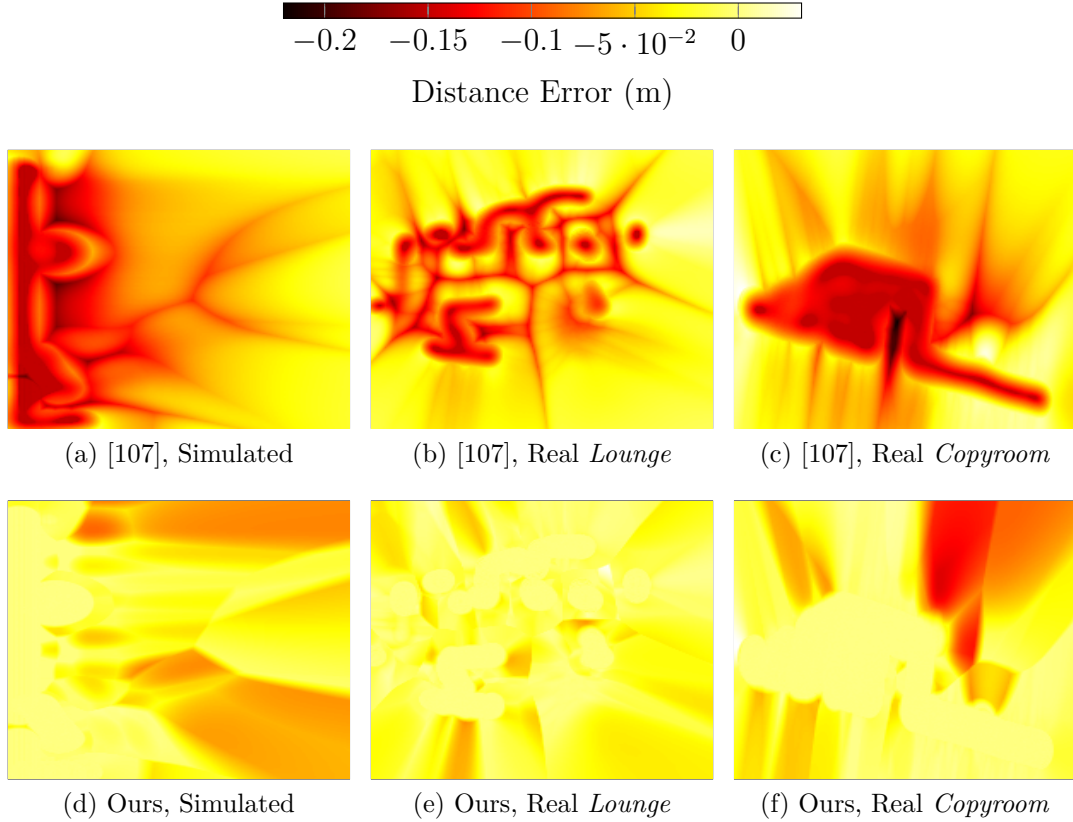 −0.2 −0.15 −0.1 −5 · 10⁻² 0
Distance Error (m)
(a) [107], Simulated
(b) [107], Real Lounge
(c) [107], Real Copyroom
(d) Ours, Simulated
(e) Ours, Real Lounge
(f) Ours, Real Copyroom